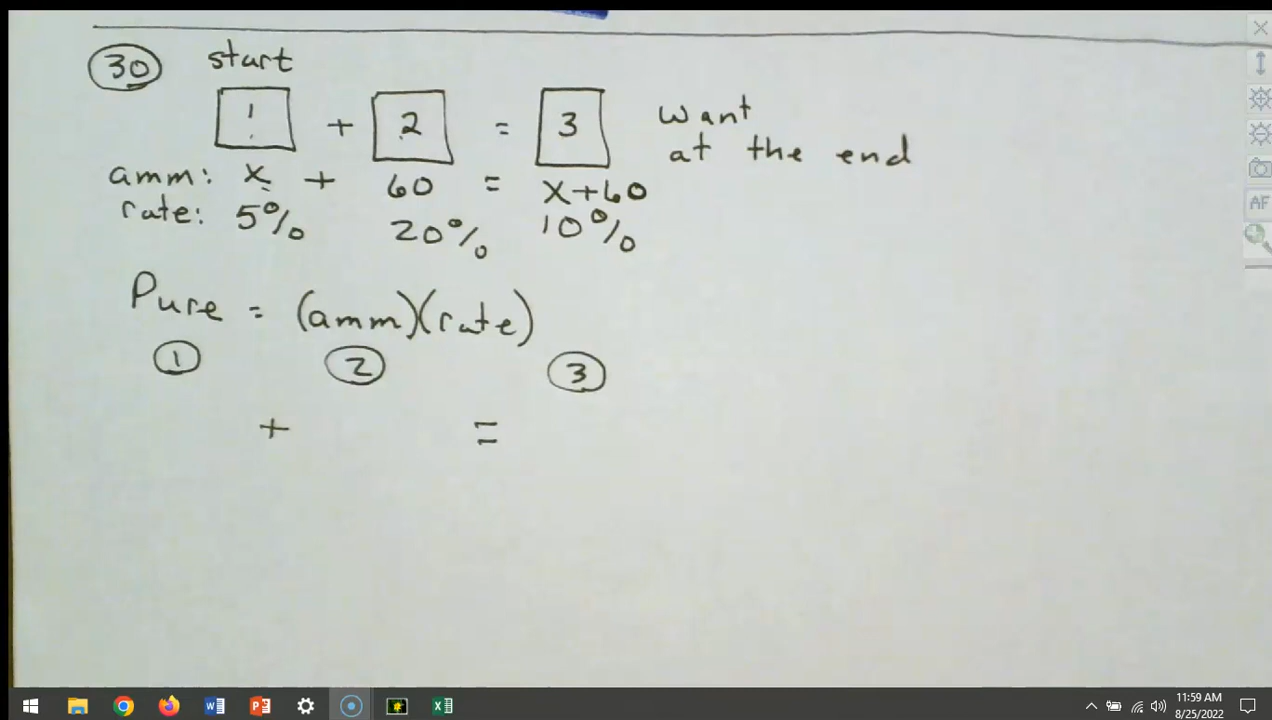 30 start
1 + 2 = 3 want
at the end
amm: x + 60 = x+60
rate: 5% 20% 10%
Pure = (amm)(rate)
1 2 3
+ =
AF
11:59 AM
8/25/2022